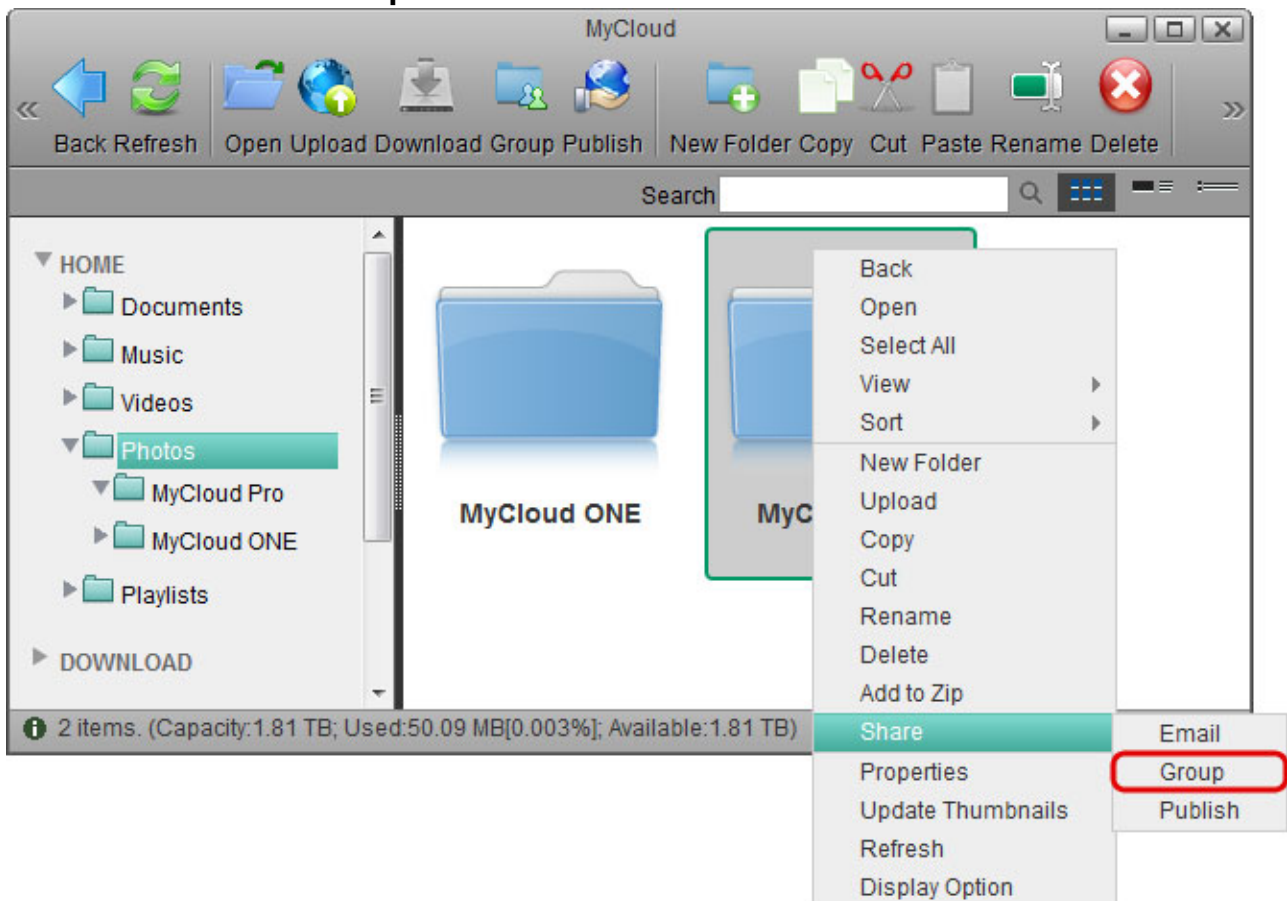 MyCloud
Back Refresh Open Upload Download Group Publish New Folder Copy Cut Paste Rename Delete
Search
HOME
Documents
Music
Videos
Photos
MyCloud Pro
MyCloud ONE
Playlists
DOWNLOAD
MyCloud ONE
MyC
Back
Open
Select All
View
Sort
New Folder
Upload
Copy
Cut
Rename
Delete
Add to Zip
Share
Properties
Update Thumbnails
Refresh
Display Option
Email
Group
Publish
2 items. (Capacity:1.81 TB; Used:50.09 MB[0.003%]; Available:1.81 TB)